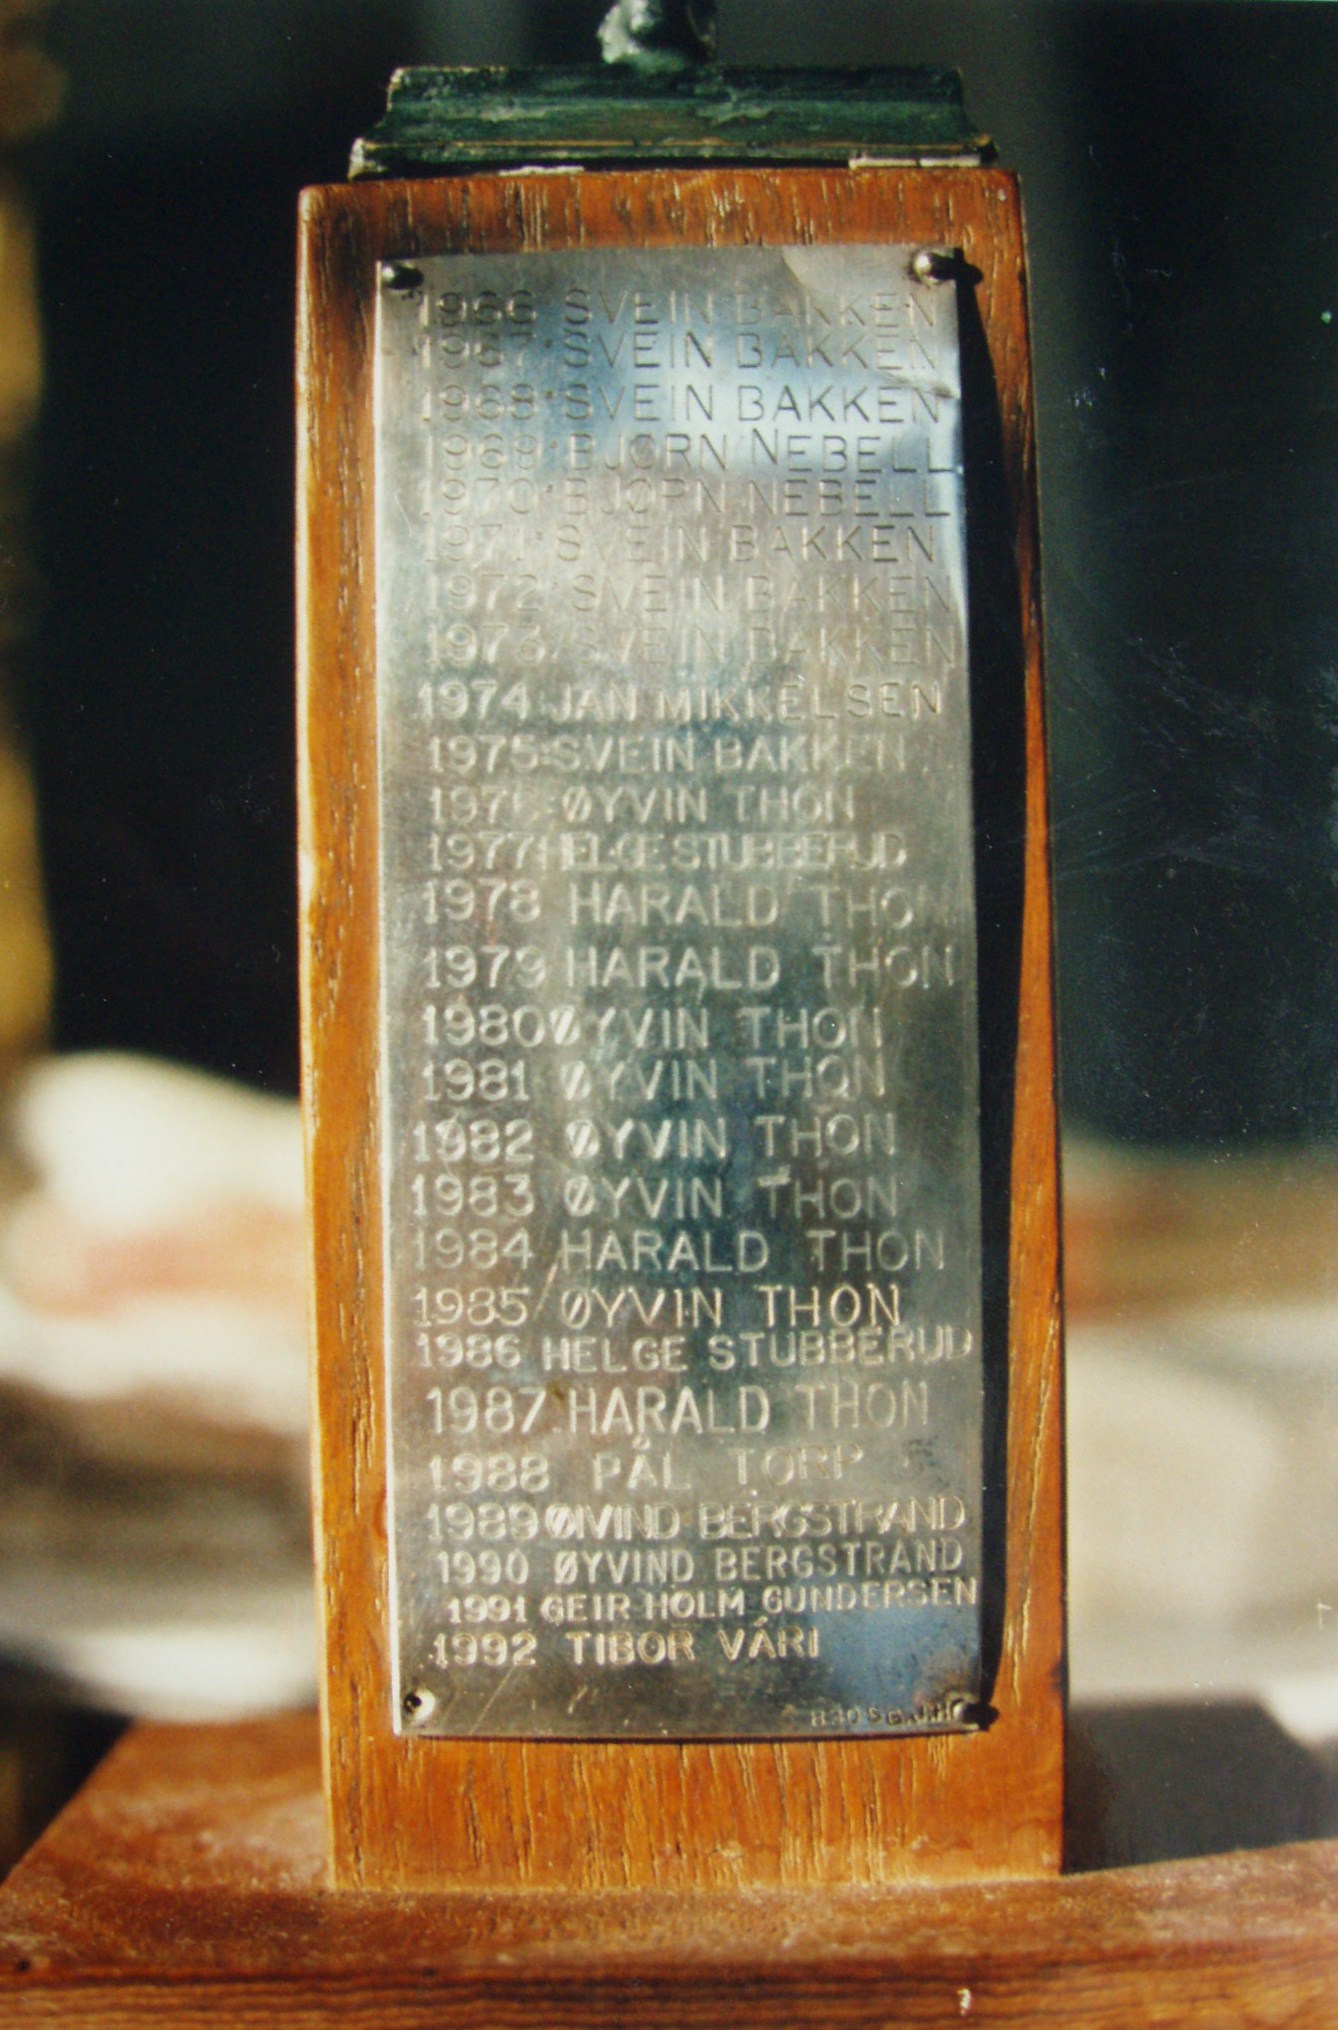 1966 SVEIN BAKKEN
1967 SVEIN BAKKEN
1968 SVEIN BAKKEN
1969 BJØRN NEBELL
1970 BJØRN NEBELL
1971 SVEIN BAKKEN
1972 SVEIN BAKKEN
1973 SVEIN BAKKEN
1974 JAN MIKKELSEN
1975 SVEIN BAKKEN
ØYVIN THON
1977 HELGE STUBBERUD
1978 HARALD THON
1979 HARALD THON
1980 ØYVIN THON
1981 ØYVIN THON
1982 ØYVIN THON
1983 ØYVIN THON
1984 HARALD THON
1985 ØYVIN THON
1986 HELGE STUBBERUD
1987 HARALD THON
1988 PÅL TORP
1989 ØIVIND BERGSTRAND
1990 ØYVIND BERGSTRAND
1991 GEIR HOLM GUNDERSEN
1992 TIBOR VÁRI
830 S